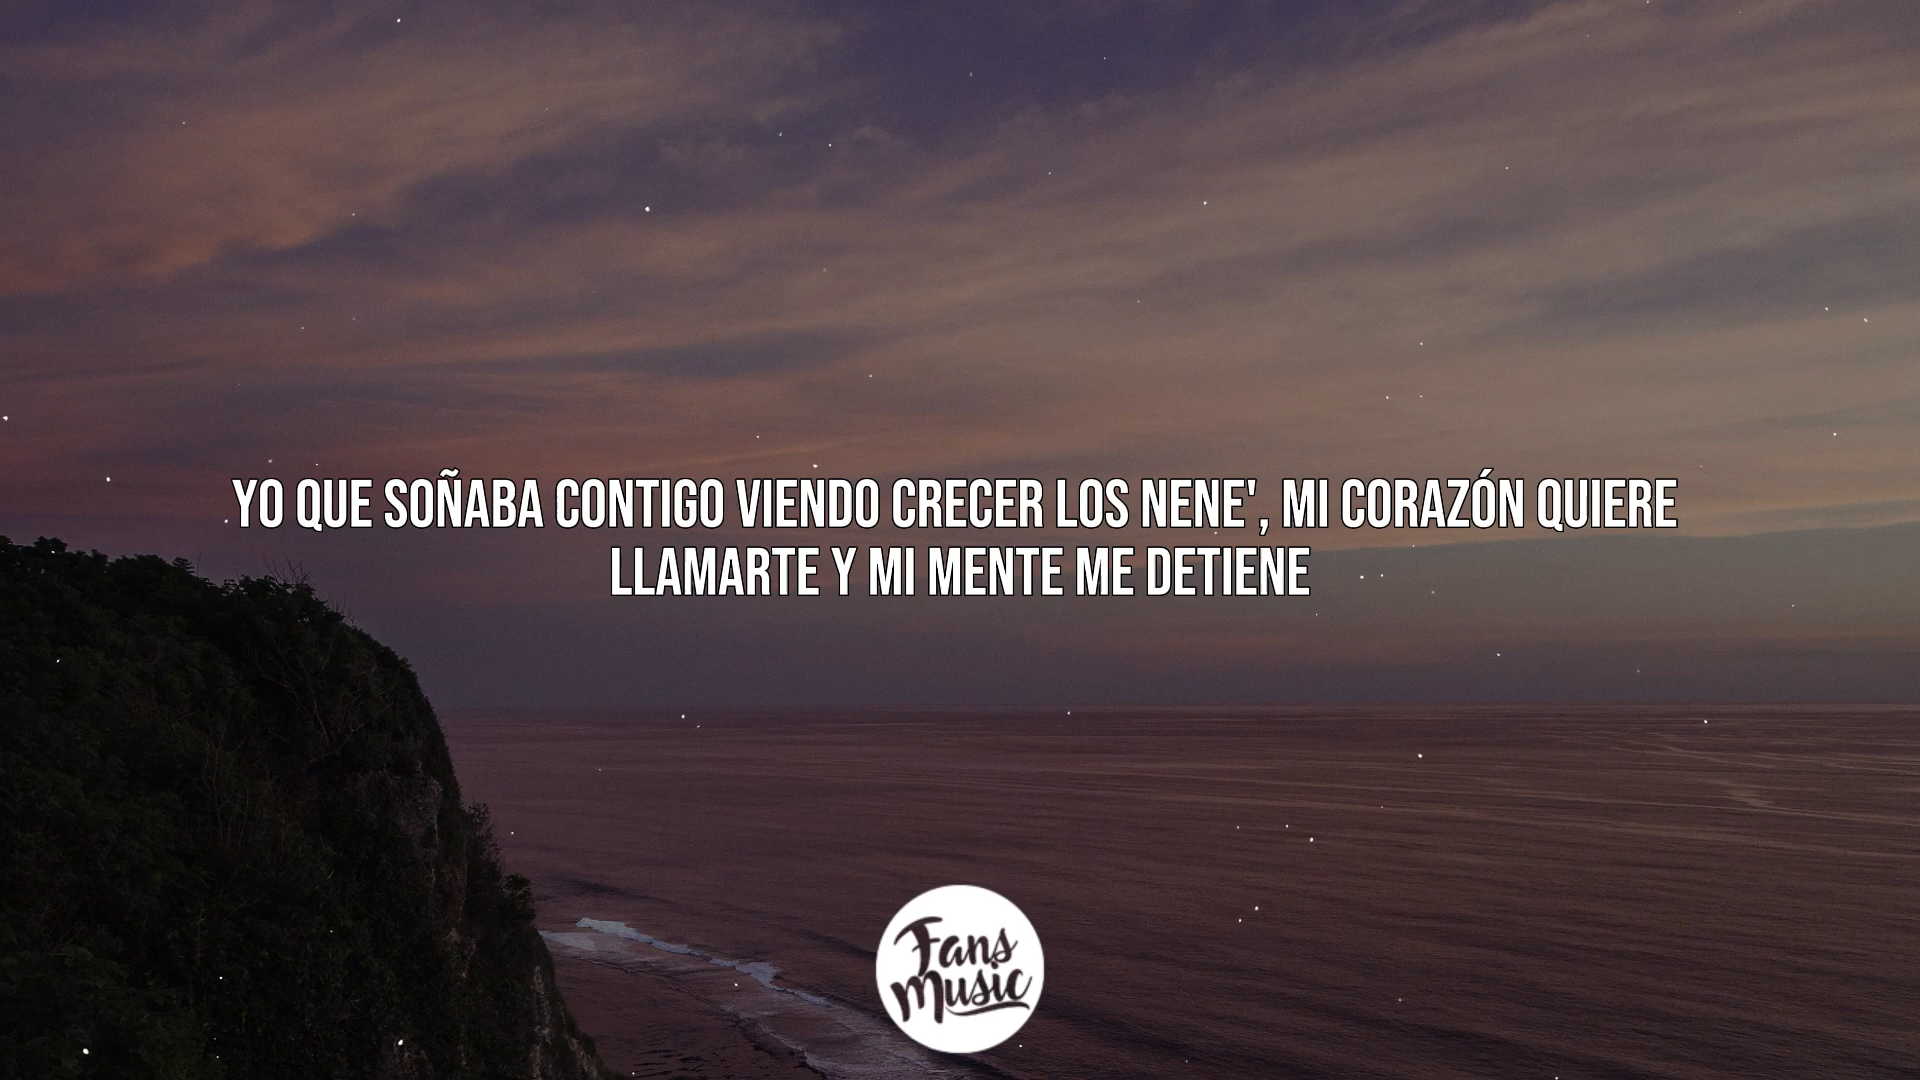 YO QUE SOÑABA CONTIGO VIENDO CRECER LOS NENE', MI CORAZÓN QUIERE
LLAMARTE Y MI MENTE ME DETIENE
Fans
Music